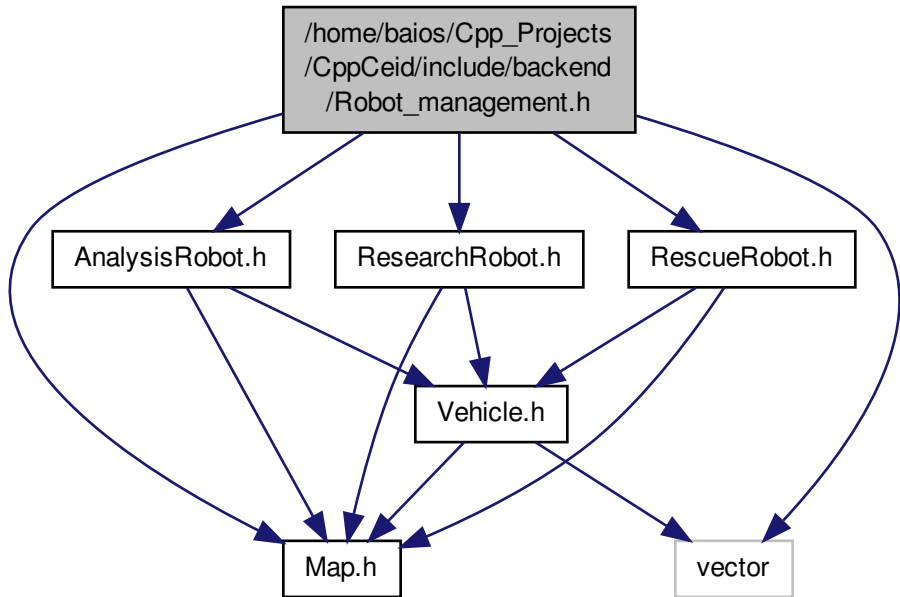 /home/baios/Cpp_Projects
/CppCeid/include/backend
/Robot_management.h
AnalysisRobot.h
ResearchRobot.h
RescueRobot.h
Vehicle.h
Map.h
vector